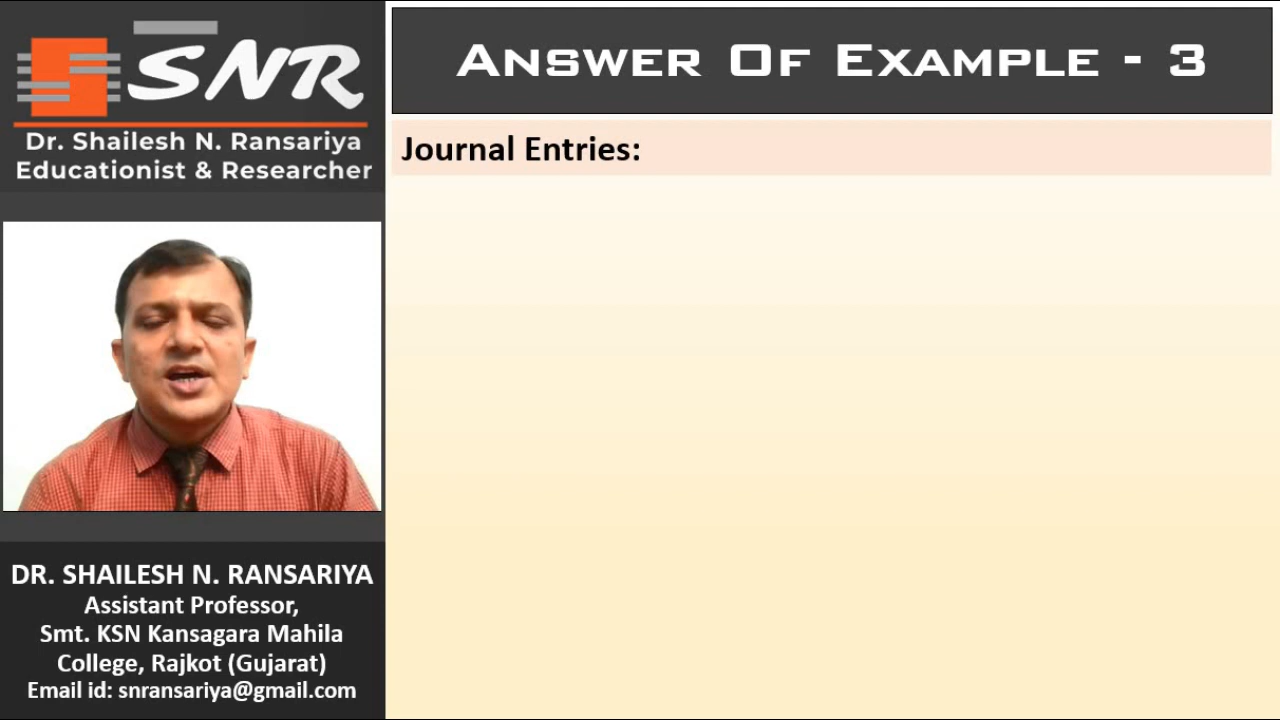 SNR
Dr. Shailesh N. Ransariya
Educationist & Researcher
ANSWER OF EXAMPLE - 3
Journal Entries:
DR. SHAILESH N. RANSARIYA
Assistant Professor,
Smt. KSN Kansagara Mahila
College, Rajkot (Gujarat)
Email id: snransariya@gmail.com